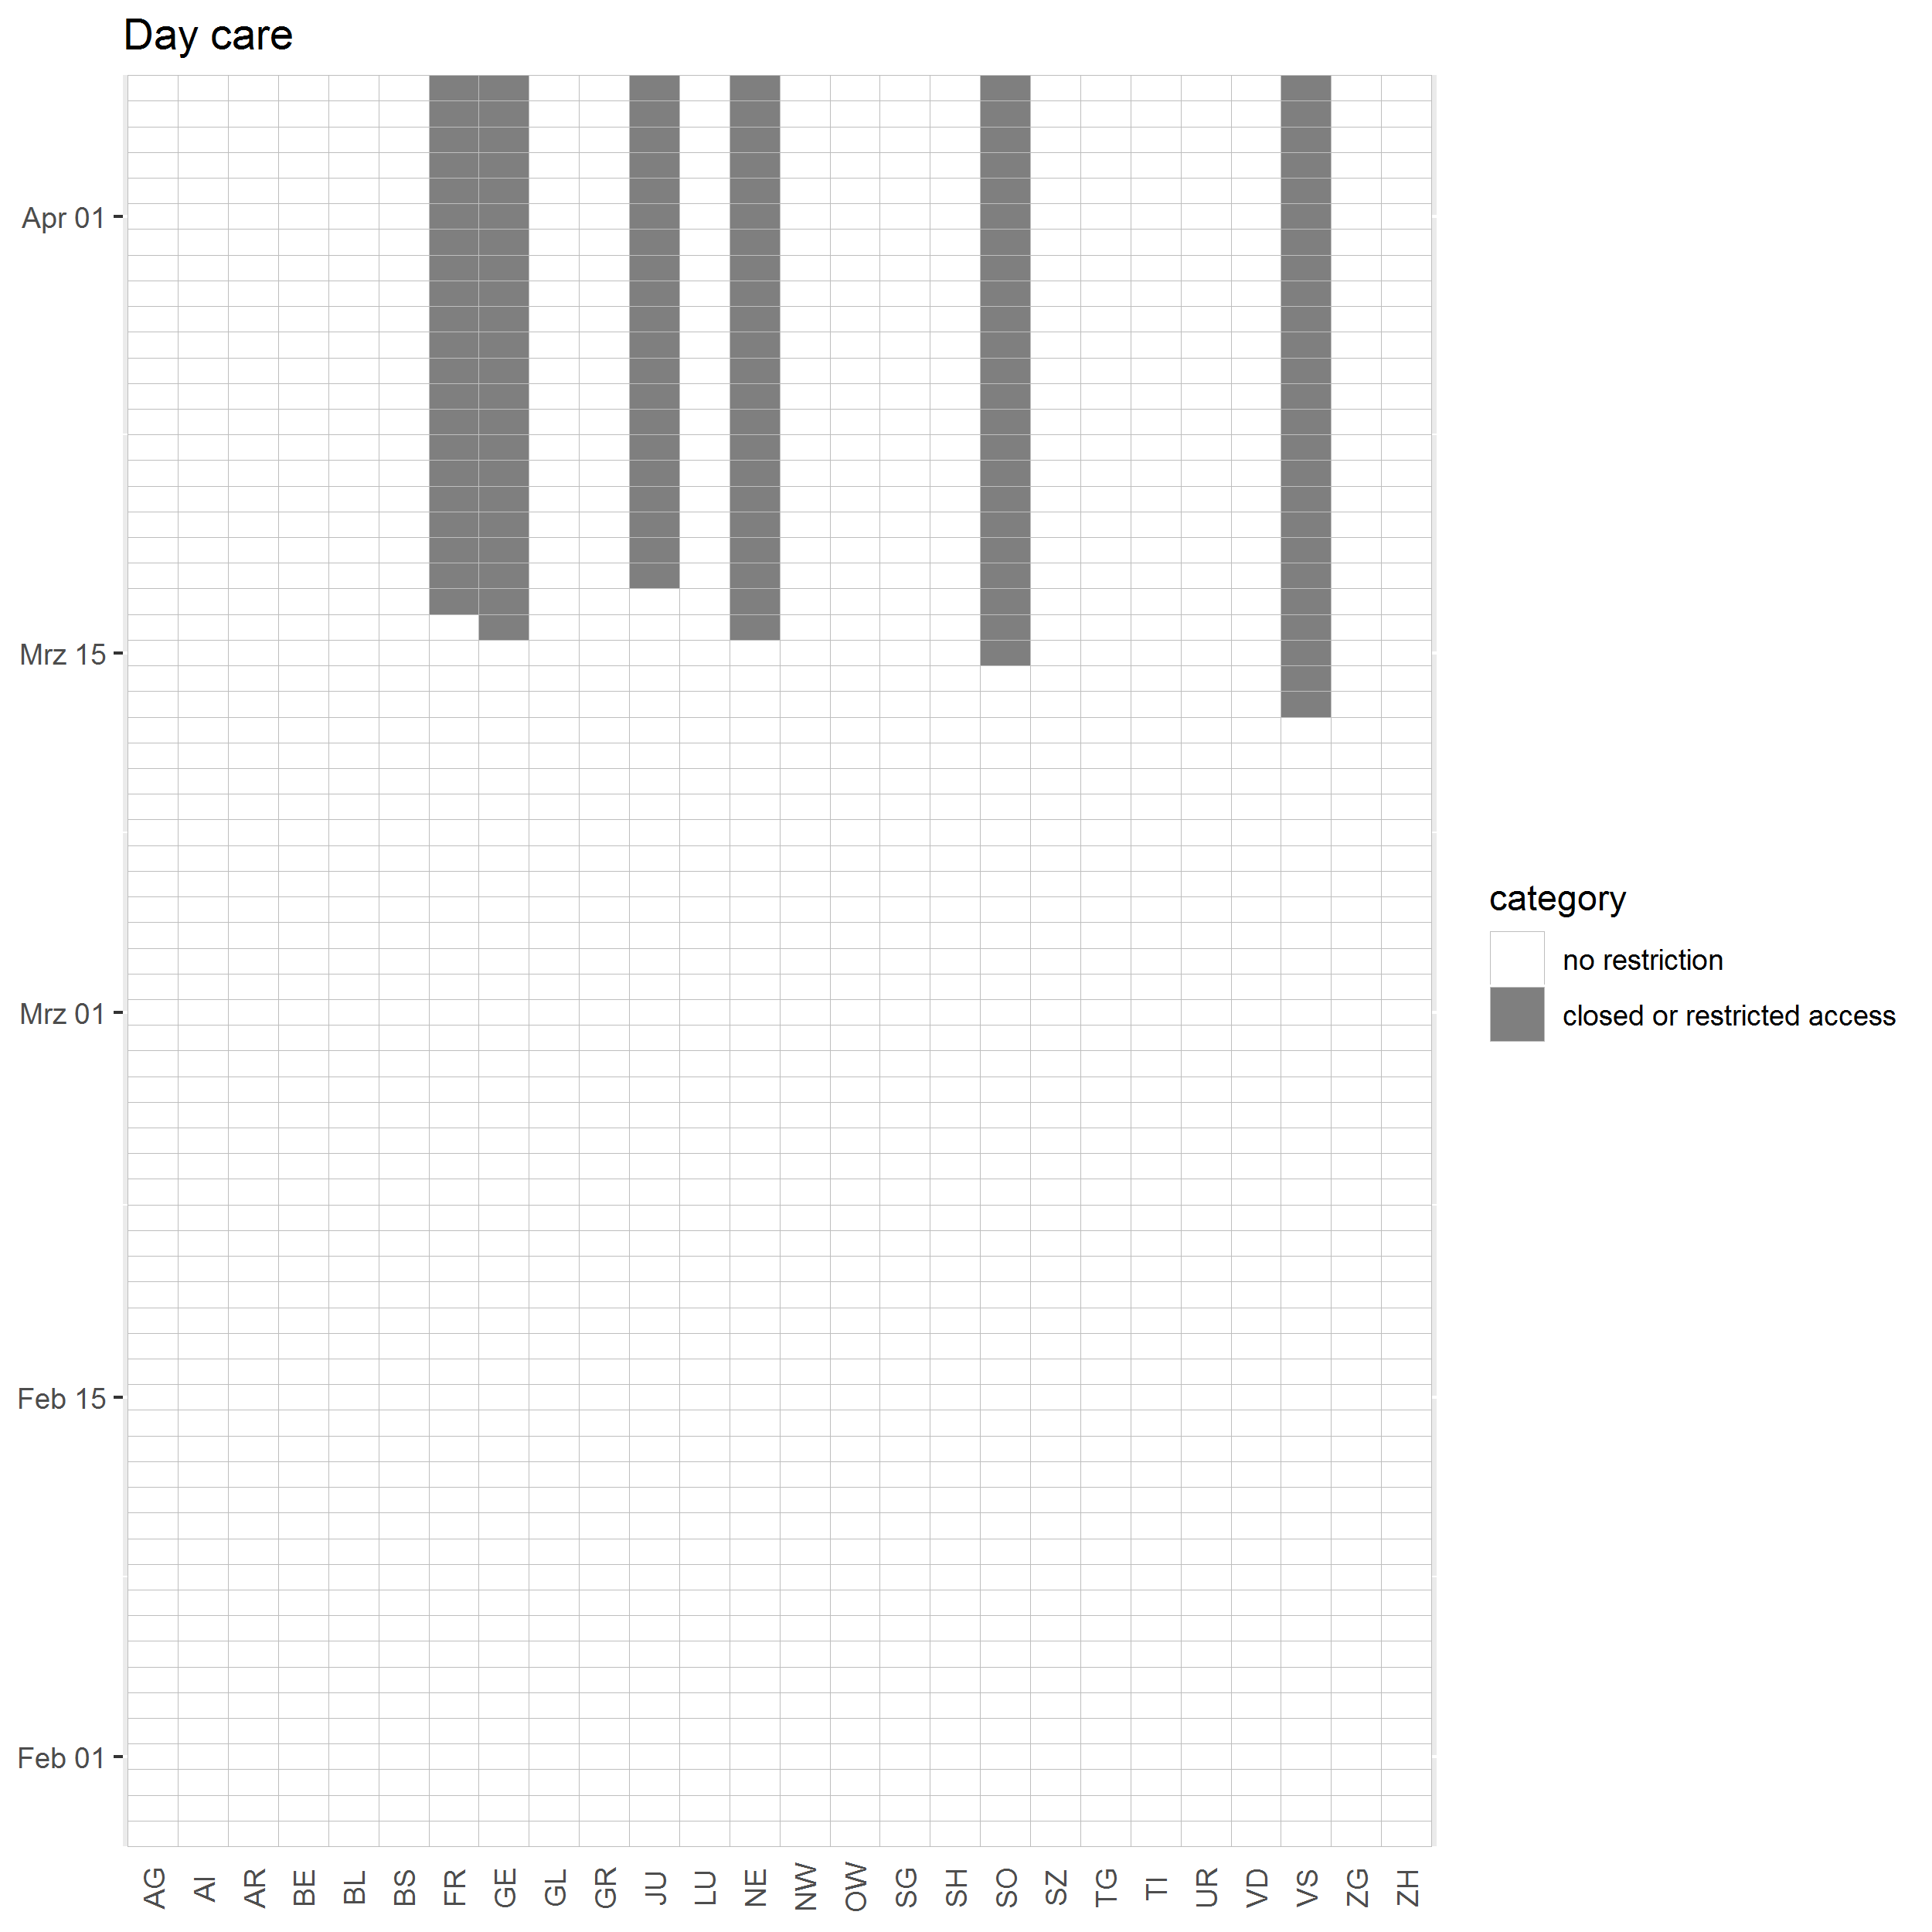 Day care
Apr 01
Mrz 15
Mrz 01
Feb 15
Feb 01
AG AI AR BE BL BS FR GE GL GR JU LU NE NW OW SG SH SO SZ TG TI UR VD VS ZG ZH
category
no restriction
closed or restricted access